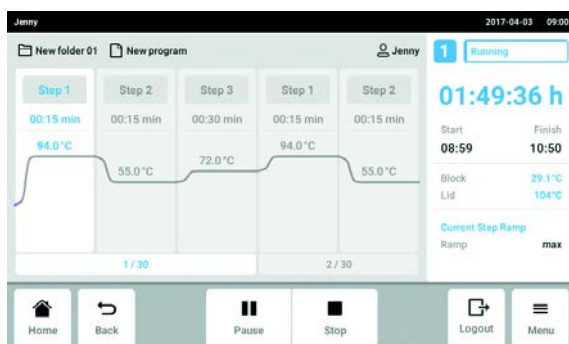 Jenny 2017-04-03 09:00
New folder 01 New program Jenny
1 Running
Step 1 Step 2 Step 3 Step 1 Step 2
00:15 min 00:15 min 00:30 min 00:15 min 00:15 min
94.0°C 55.0°C 72.0°C 94.0°C 55.0°C
1 / 30 2 / 30
01:49:36 h
Start Finish
08:59 10:50
Block 29.1°C
Lid 104°C
Current Step Ramp
Ramp max
Home Back Pause Stop Logout Menu